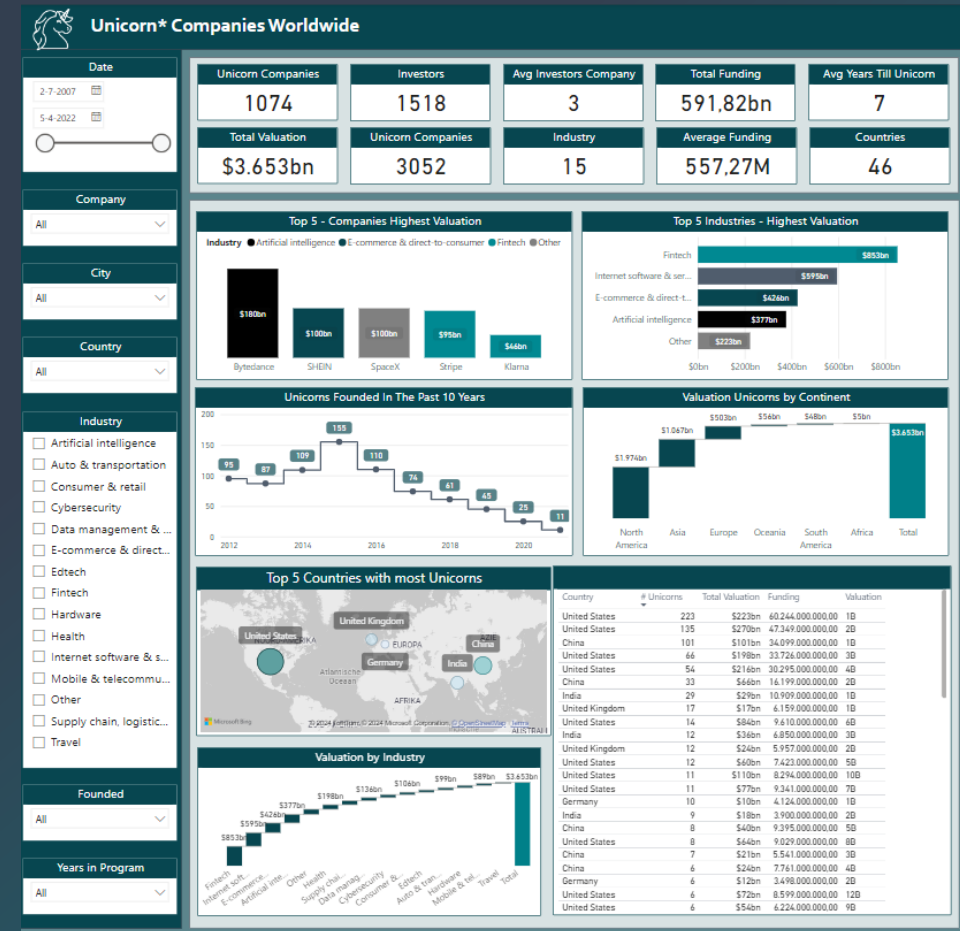 Unicorn* Companies Worldwide
Date
2-7-2007
5-4-2022
Company
All
City
All
Country
All
Industry
Artificial intelligence
Auto & transportation
Consumer & retail
Cybersecurity
Data management & ...
E-commerce & direct...
Edtech
Fintech
Hardware
Health
Internet software & s...
Mobile & telecommu...
Other
Supply chain, logistic...
Travel
Founded
All
Years in Program
All
Unicorn Companies
1074
Investors
1518
Avg Investors Company
3
Total Funding
591,82bn
Avg Years Till Unicorn
7
Total Valuation
$3.653bn
Unicorn Companies
3052
Industry
15
Average Funding
557,27M
Countries
46
Top 5 - Companies Highest Valuation
Industry Artificial intelligence E-commerce & direct-to-consumer Fintech Other
$180bn
$100bn
$100bn
$95bn
$46bn
Bytedance SHEIN SpaceX Stripe Klarna
Top 5 Industries - Highest Valuation
Fintech $853bn
Internet software & ser... $595bn
E-commerce & direct-t... $426bn
Artificial intelligence $377bn
Other $223bn
$0bn $200bn $400bn $600bn $800bn
Unicorns Founded In The Past 10 Years
200
150
100
50
0
95 87 109 155 110 74 61 45 25 11
2012 2014 2016 2018 2020
Valuation Unicorns by Continent
$1.974bn $1.067bn $503bn $56bn $48bn $5bn $3.653bn
North America Asia Europe Oceania South America Africa Total
Top 5 Countries with most Unicorns
United States
United Kingdom
Germany
China
India
EUROPA
AZIË
Atlantische
Oceaan
AFRIKA
Microsoft Bing
© 2024 Microsoft Corporation, © OpenStreetMap Terms
Valuation by Industry
$853bn $595bn $426bn $377bn $198bn $136bn $106bn $99bn $89bn $3.653bn
Fintech
Internet soft...
E-commerce...
Artificial inte...
Other
Health
Supply chai...
Data manag...
Cybersecurity
Consumer &...
Edtech
Auto & tran...
Hardware
Mobile & tel...
Travel
Total
Country # Unicorns Total Valuation Funding Valuation
United States 223 $223bn 60.244.000.000,00 1B
United States 135 $270bn 47.349.000.000,00 2B
China 101 $101bn 34.099.000.000,00 1B
United States 66 $198bn 33.726.000.000,00 3B
United States 54 $216bn 30.295.000.000,00 4B
China 33 $66bn 16.199.000.000,00 2B
India 29 $29bn 10.909.000.000,00 1B
United Kingdom 17 $17bn 6.159.000.000,00 1B
United States 14 $84bn 9.610.000.000,00 6B
India 12 $36bn 6.850.000.000,00 3B
United Kingdom 12 $24bn 5.957.000.000,00 2B
United States 12 $60bn 7.423.000.000,00 5B
United States 11 $110bn 8.294.000.000,00 10B
United States 11 $77bn 9.341.000.000,00 7B
Germany 10 $10bn 4.124.000.000,00 1B
India 9 $18bn 3.900.000.000,00 2B
China 8 $40bn 9.395.000.000,00 5B
United States 8 $64bn 9.029.000.000,00 8B
China 7 $21bn 5.541.000.000,00 3B
China 6 $24bn 7.761.000.000,00 4B
Germany 6 $12bn 3.498.000.000,00 2B
United States 6 $72bn 8.599.000.000,00 12B
United States 6 $54bn 6.224.000.000,00 9B